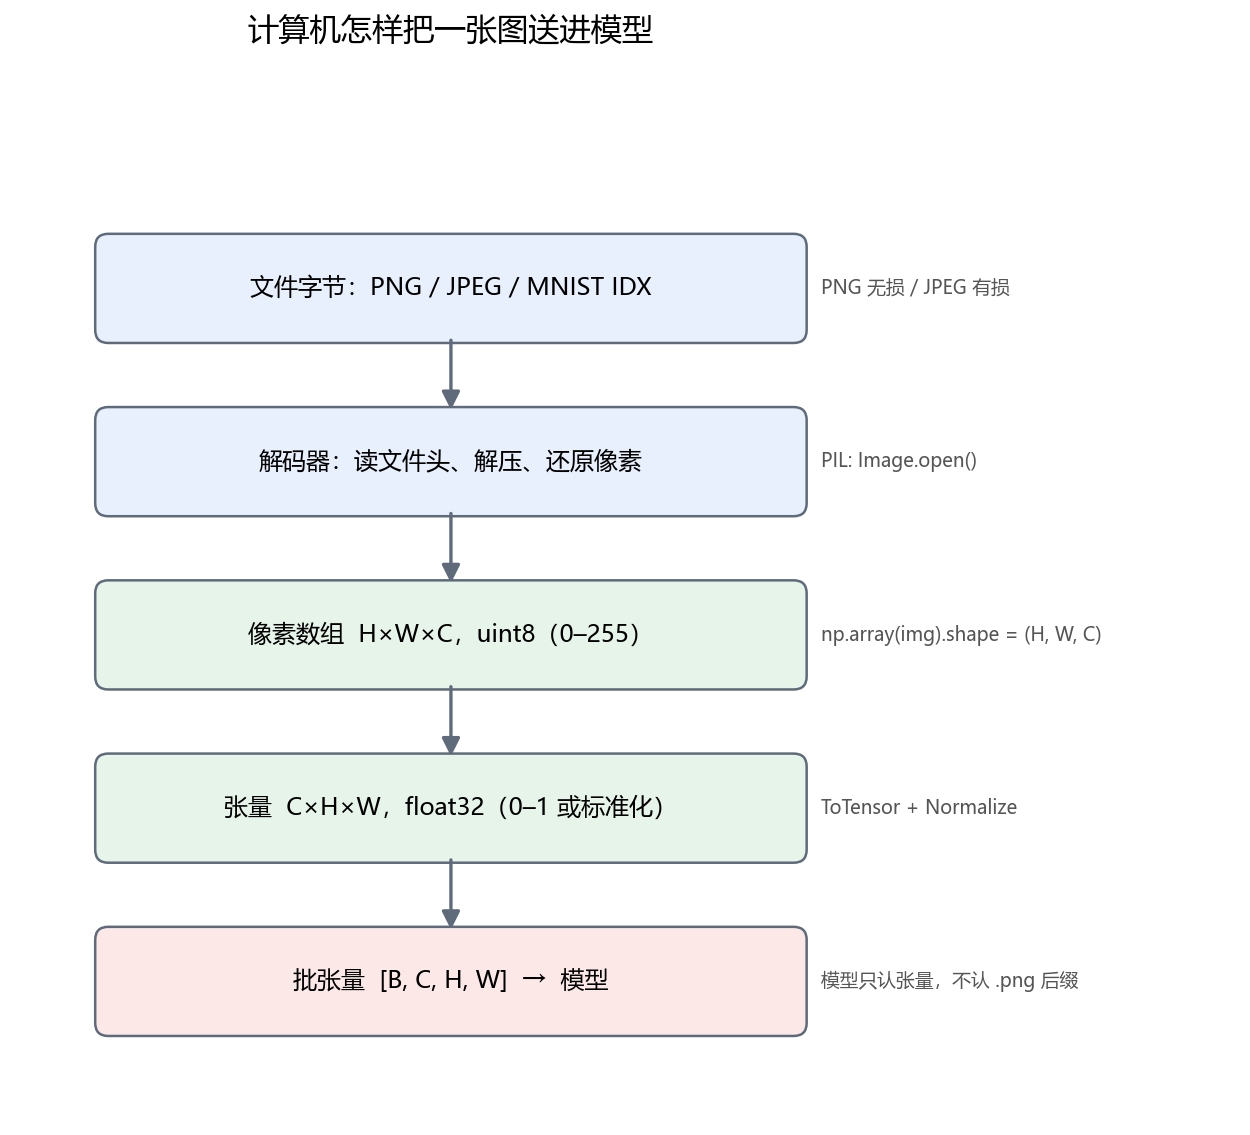 计算机怎样把一张图送进模型
文件字节：PNG / JPEG / MNIST IDX
PNG 无损 / JPEG 有损
解码器：读文件头、解压、还原像素
PIL: Image.open()
像素数组 H×W×C，uint8（0–255）
np.array(img).shape = (H, W, C)
张量 C×H×W，float32（0–1 或标准化）
ToTensor + Normalize
批张量 [B, C, H, W] → 模型
模型只认张量，不认 .png 后缀